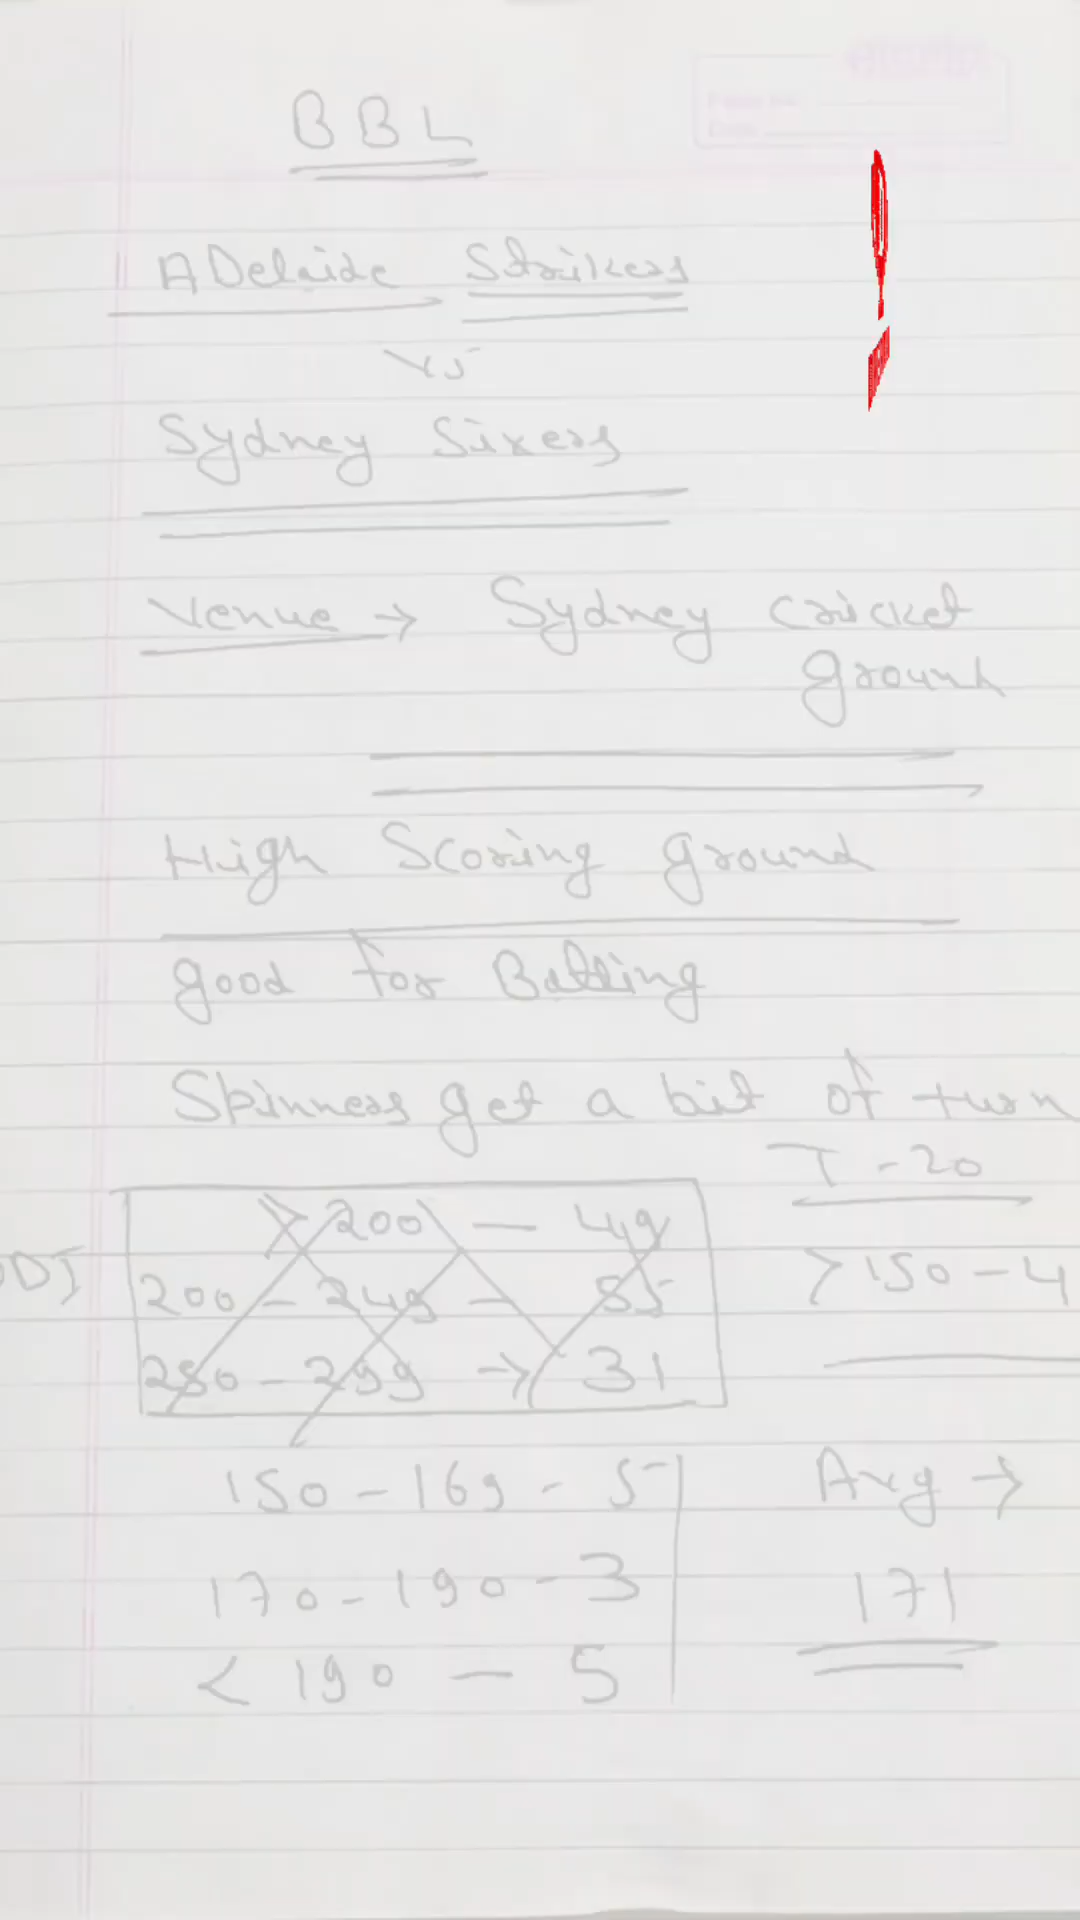 BBL
ADelaide Strikers
vs
Sydney Sixers
Venue → Sydney cricket
ground
High Scoring ground
good for Batting
Spinners get a bit of turn
T-20
>200 — 49
ODI
200 - 249 - 55
>150 - 4
250 - 299 → 31
150 - 169 - 5
Avg →
170 - 190 - 3
171
< 190 — 5